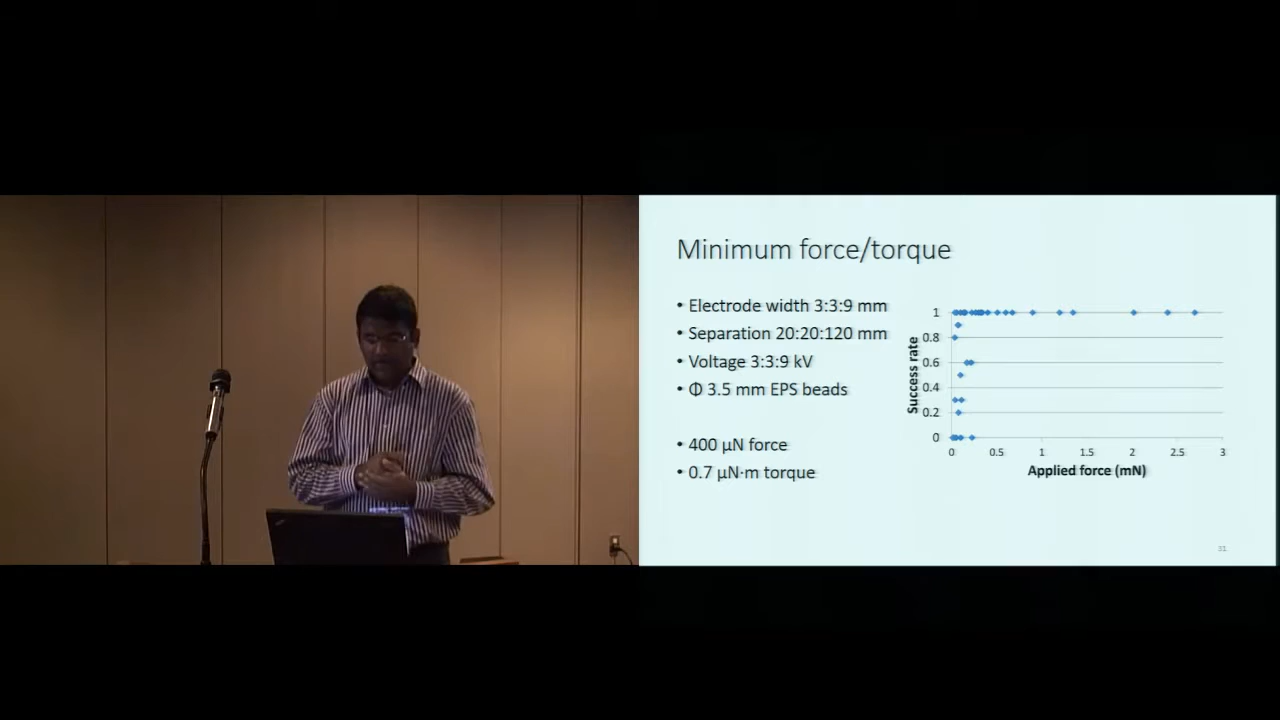 Minimum force/torque
• Electrode width 3:3:9 mm
• Separation 20:20:120 mm
• Voltage 3:3:9 kV
• Φ 3.5 mm EPS beads
• 400 µN force
• 0.7 µN·m torque
Success rate
1
0.8
0.6
0.4
0.2
0
0 0.5 1 1.5 2 2.5 3
Applied force (mN)
31